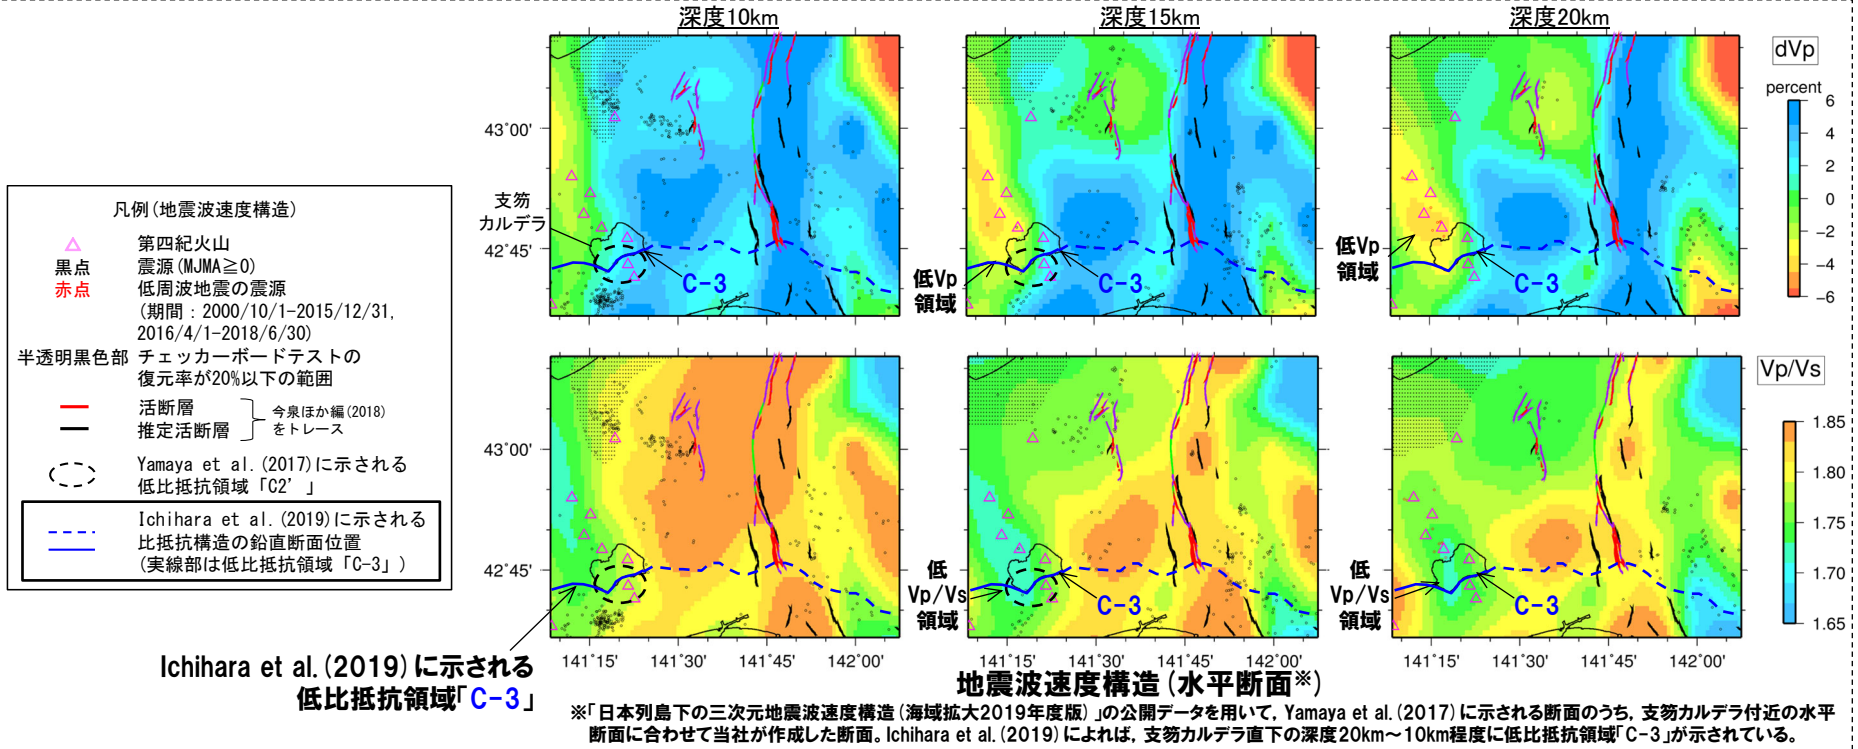 深度10km
深度15km
深度20km
dVp
percent
6
4
2
0
-2
-4
-6
43°00'
42°45'
支笏
カルデラ
C-3
低Vp
領域
C-3
低Vp
領域
C-3
凡例(地震波速度構造)
第四紀火山
黒点 震源(MJMA≧0)
赤点 低周波地震の震源
(期間：2000/10/1-2015/12/31,
2016/4/1-2018/6/30)
半透明黒色部 チェッカーボードテストの
復元率が20%以下の範囲
活断層
推定活断層
今泉ほか編(2018)
をトレース
Yamaya et al.(2017)に示される
低比抵抗領域「C2’」
Ichihara et al.(2019)に示される
比抵抗構造の鉛直断面位置
(実線部は低比抵抗領域「C-3」)
Vp/Vs
1.85
1.80
1.75
1.70
1.65
43°00'
42°45'
低
Vp/Vs
領域
C-3
低
Vp/Vs
領域
C-3
141°15' 141°30' 141°45' 142°00'
141°15' 141°30' 141°45' 142°00'
141°15' 141°30' 141°45' 142°00'
Ichihara et al.(2019)に示される
低比抵抗領域「C-3」
地震波速度構造(水平断面※)
※「日本列島下の三次元地震波速度構造(海域拡大2019年度版)」の公開データを用いて，Yamaya et al.(2017)に示される断面のうち，支笏カルデラ付近の水平
断面に合わせて当社が作成した断面。Ichihara et al.(2019)によれば，支笏カルデラ直下の深度20km～10km程度に低比抵抗領域「C-3」が示されている。